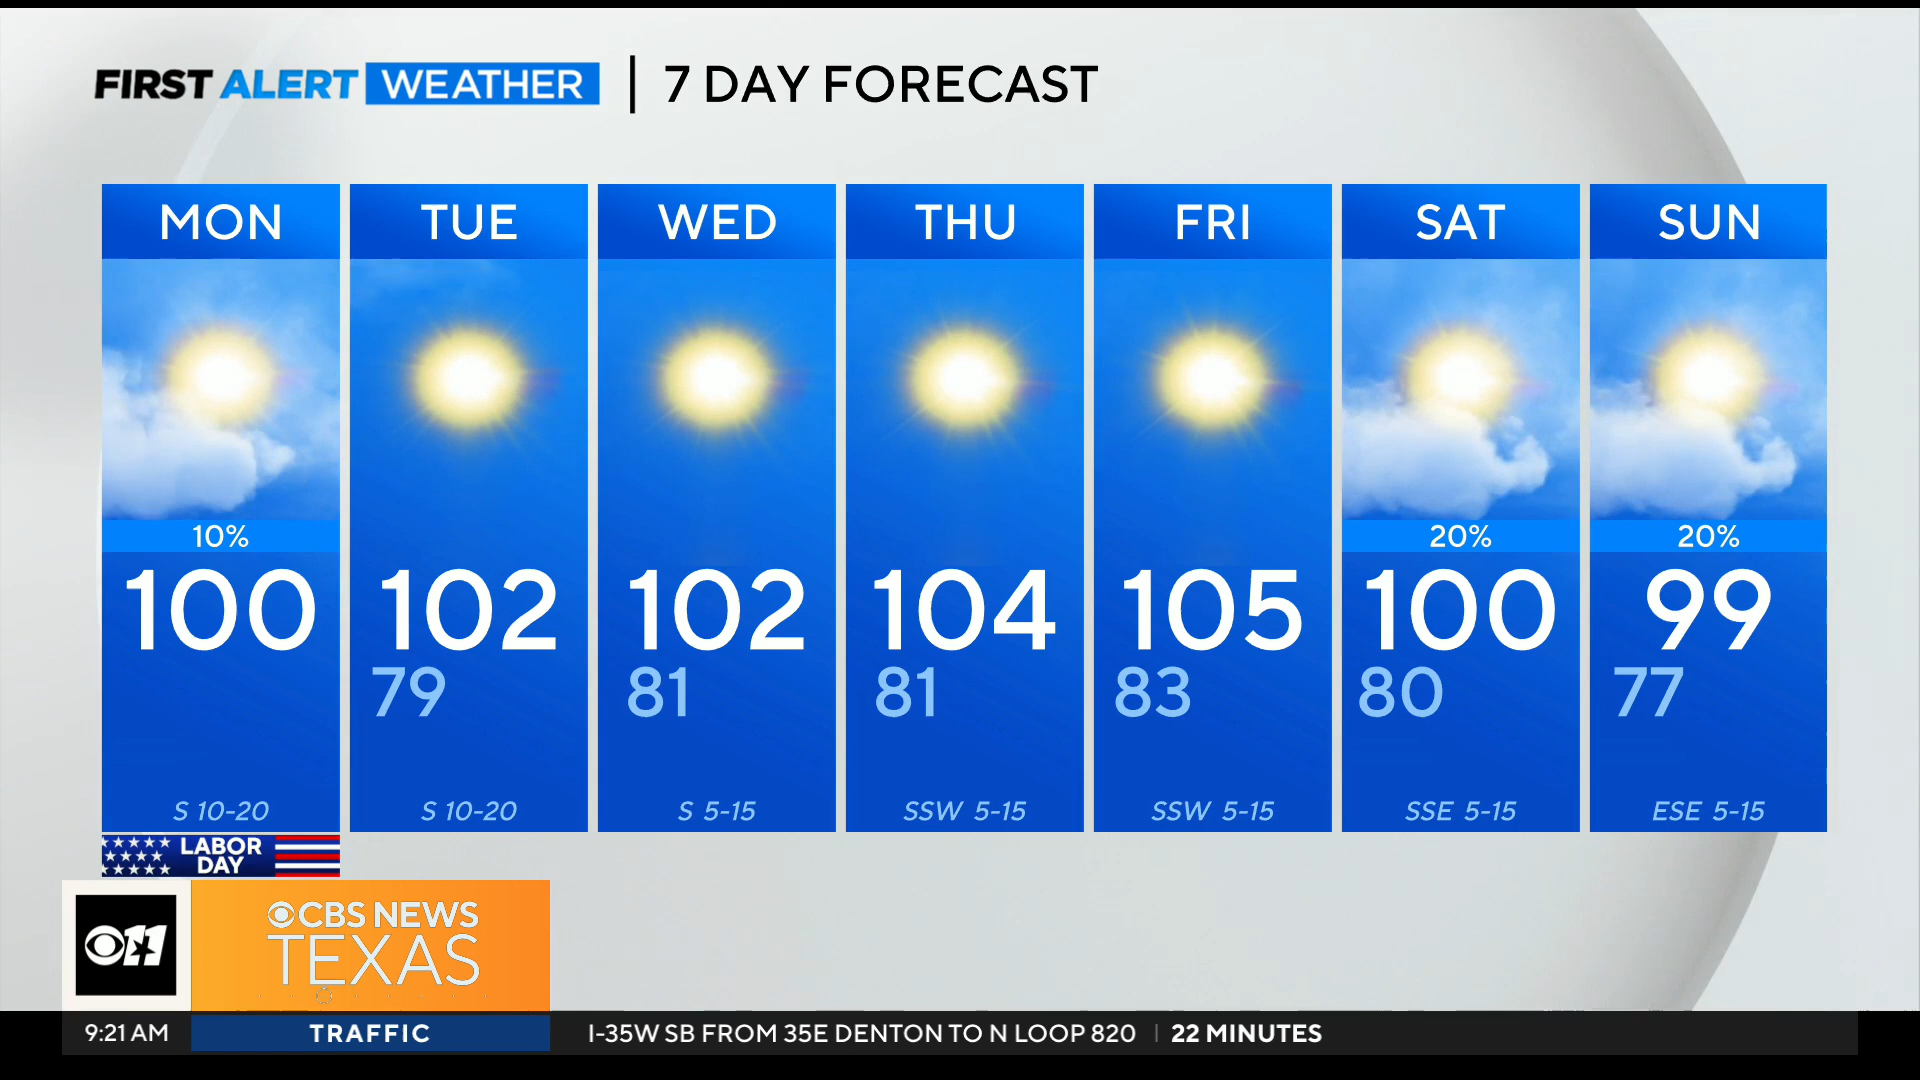 FIRST ALERT WEATHER | 7 DAY FORECAST
MON TUE WED THU FRI SAT SUN
10% 20% 20%
100 102 102 104 105 100 99
79 81 81 83 80 77
S 10-20 S 10-20 S 5-15 SSW 5-15 SSW 5-15 SSE 5-15 ESE 5-15
LABOR
DAY
11
CBS NEWS
TEXAS
9:21 AM TRAFFIC I-35W SB FROM 35E DENTON TO N LOOP 820 | 22 MINUTES